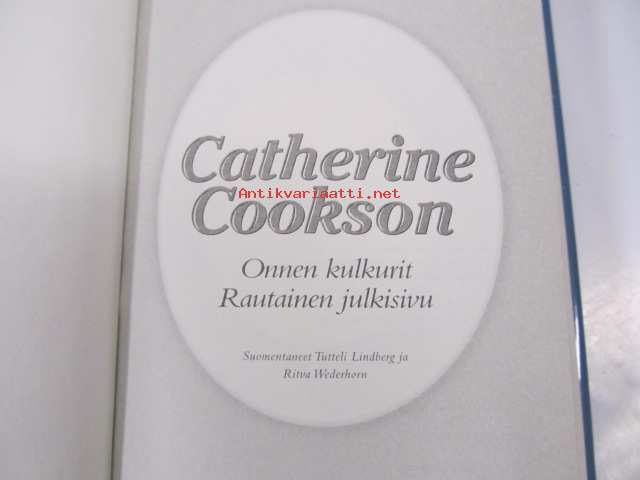 Catherine
Antikvariaatti.net
Cookson
Onnen kulkurit
Rautainen julkisivu
Suomentaneet Tutteli Lindberg ja
Ritva Wederhorn